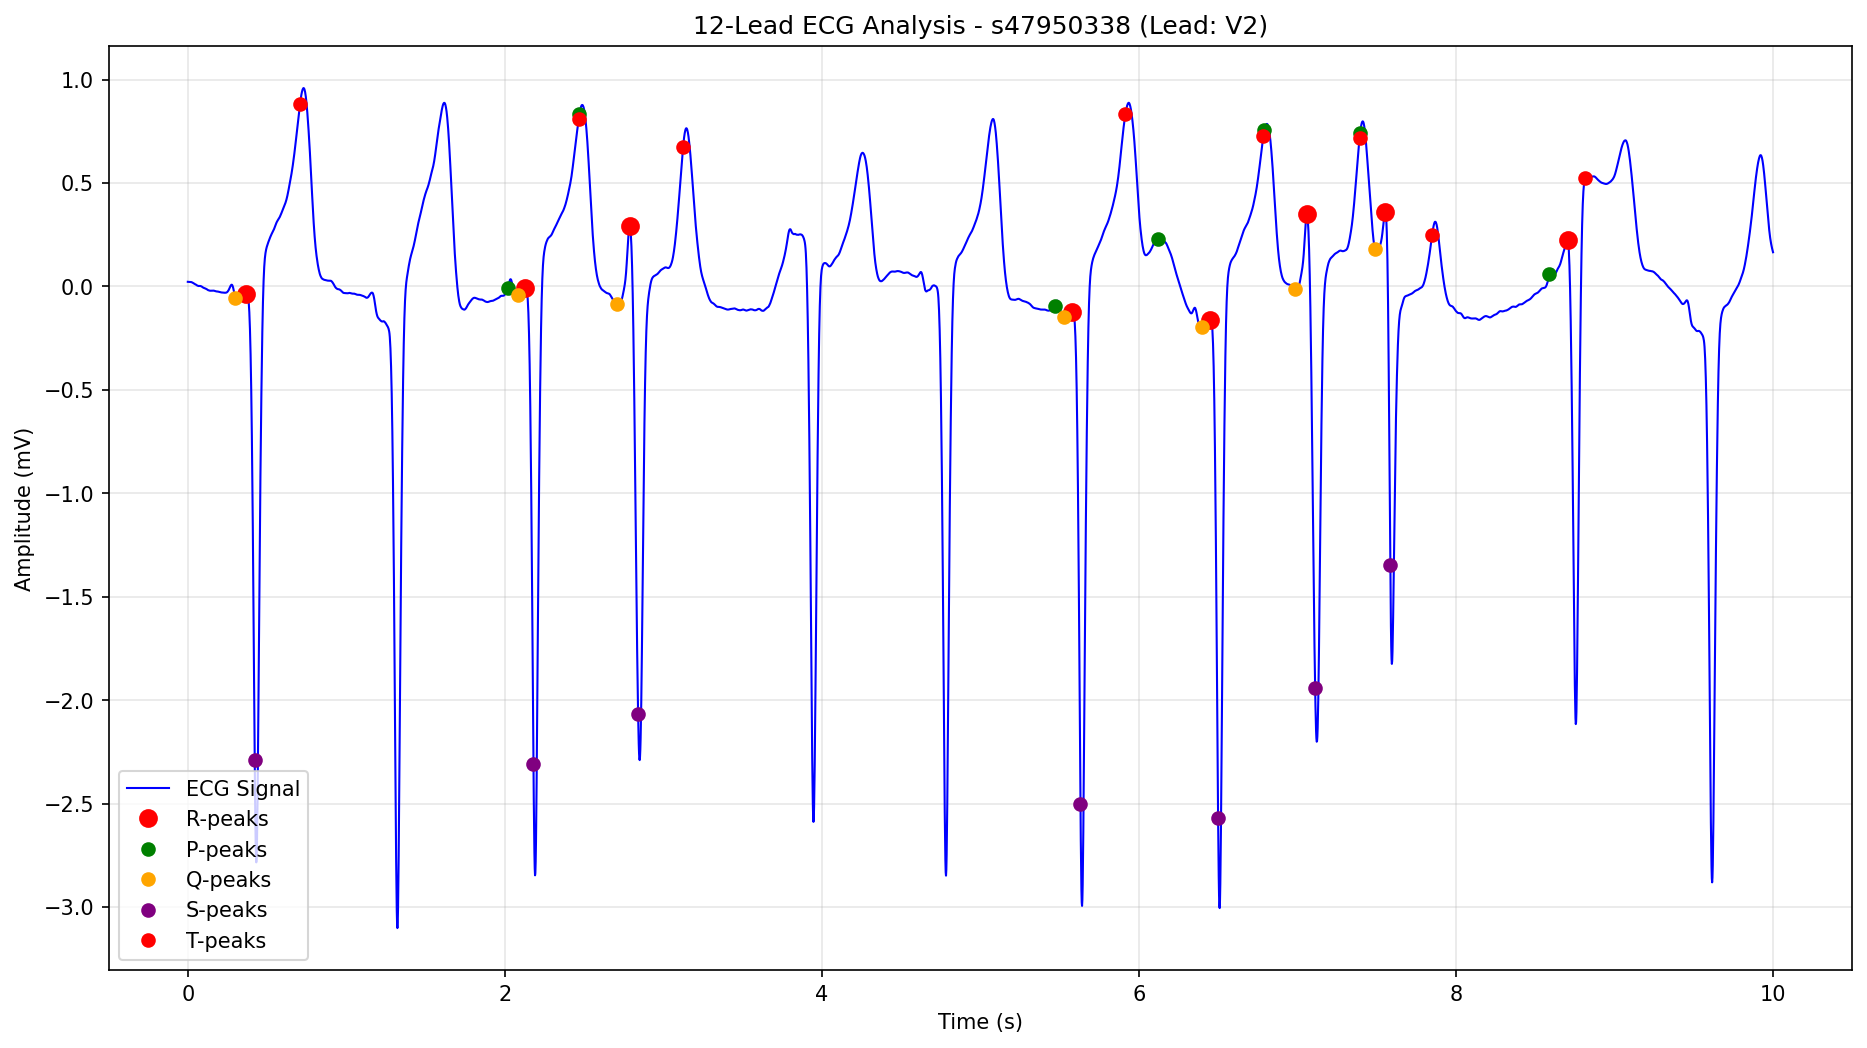 12-Lead ECG Analysis - s47950338 (Lead: V2)
1.0
0.5
0.0
−0.5
−1.0
−1.5
−2.0
−2.5
−3.0
Amplitude (mV)
ECG Signal
R-peaks
P-peaks
Q-peaks
S-peaks
T-peaks
0 2 4 6 8 10
Time (s)